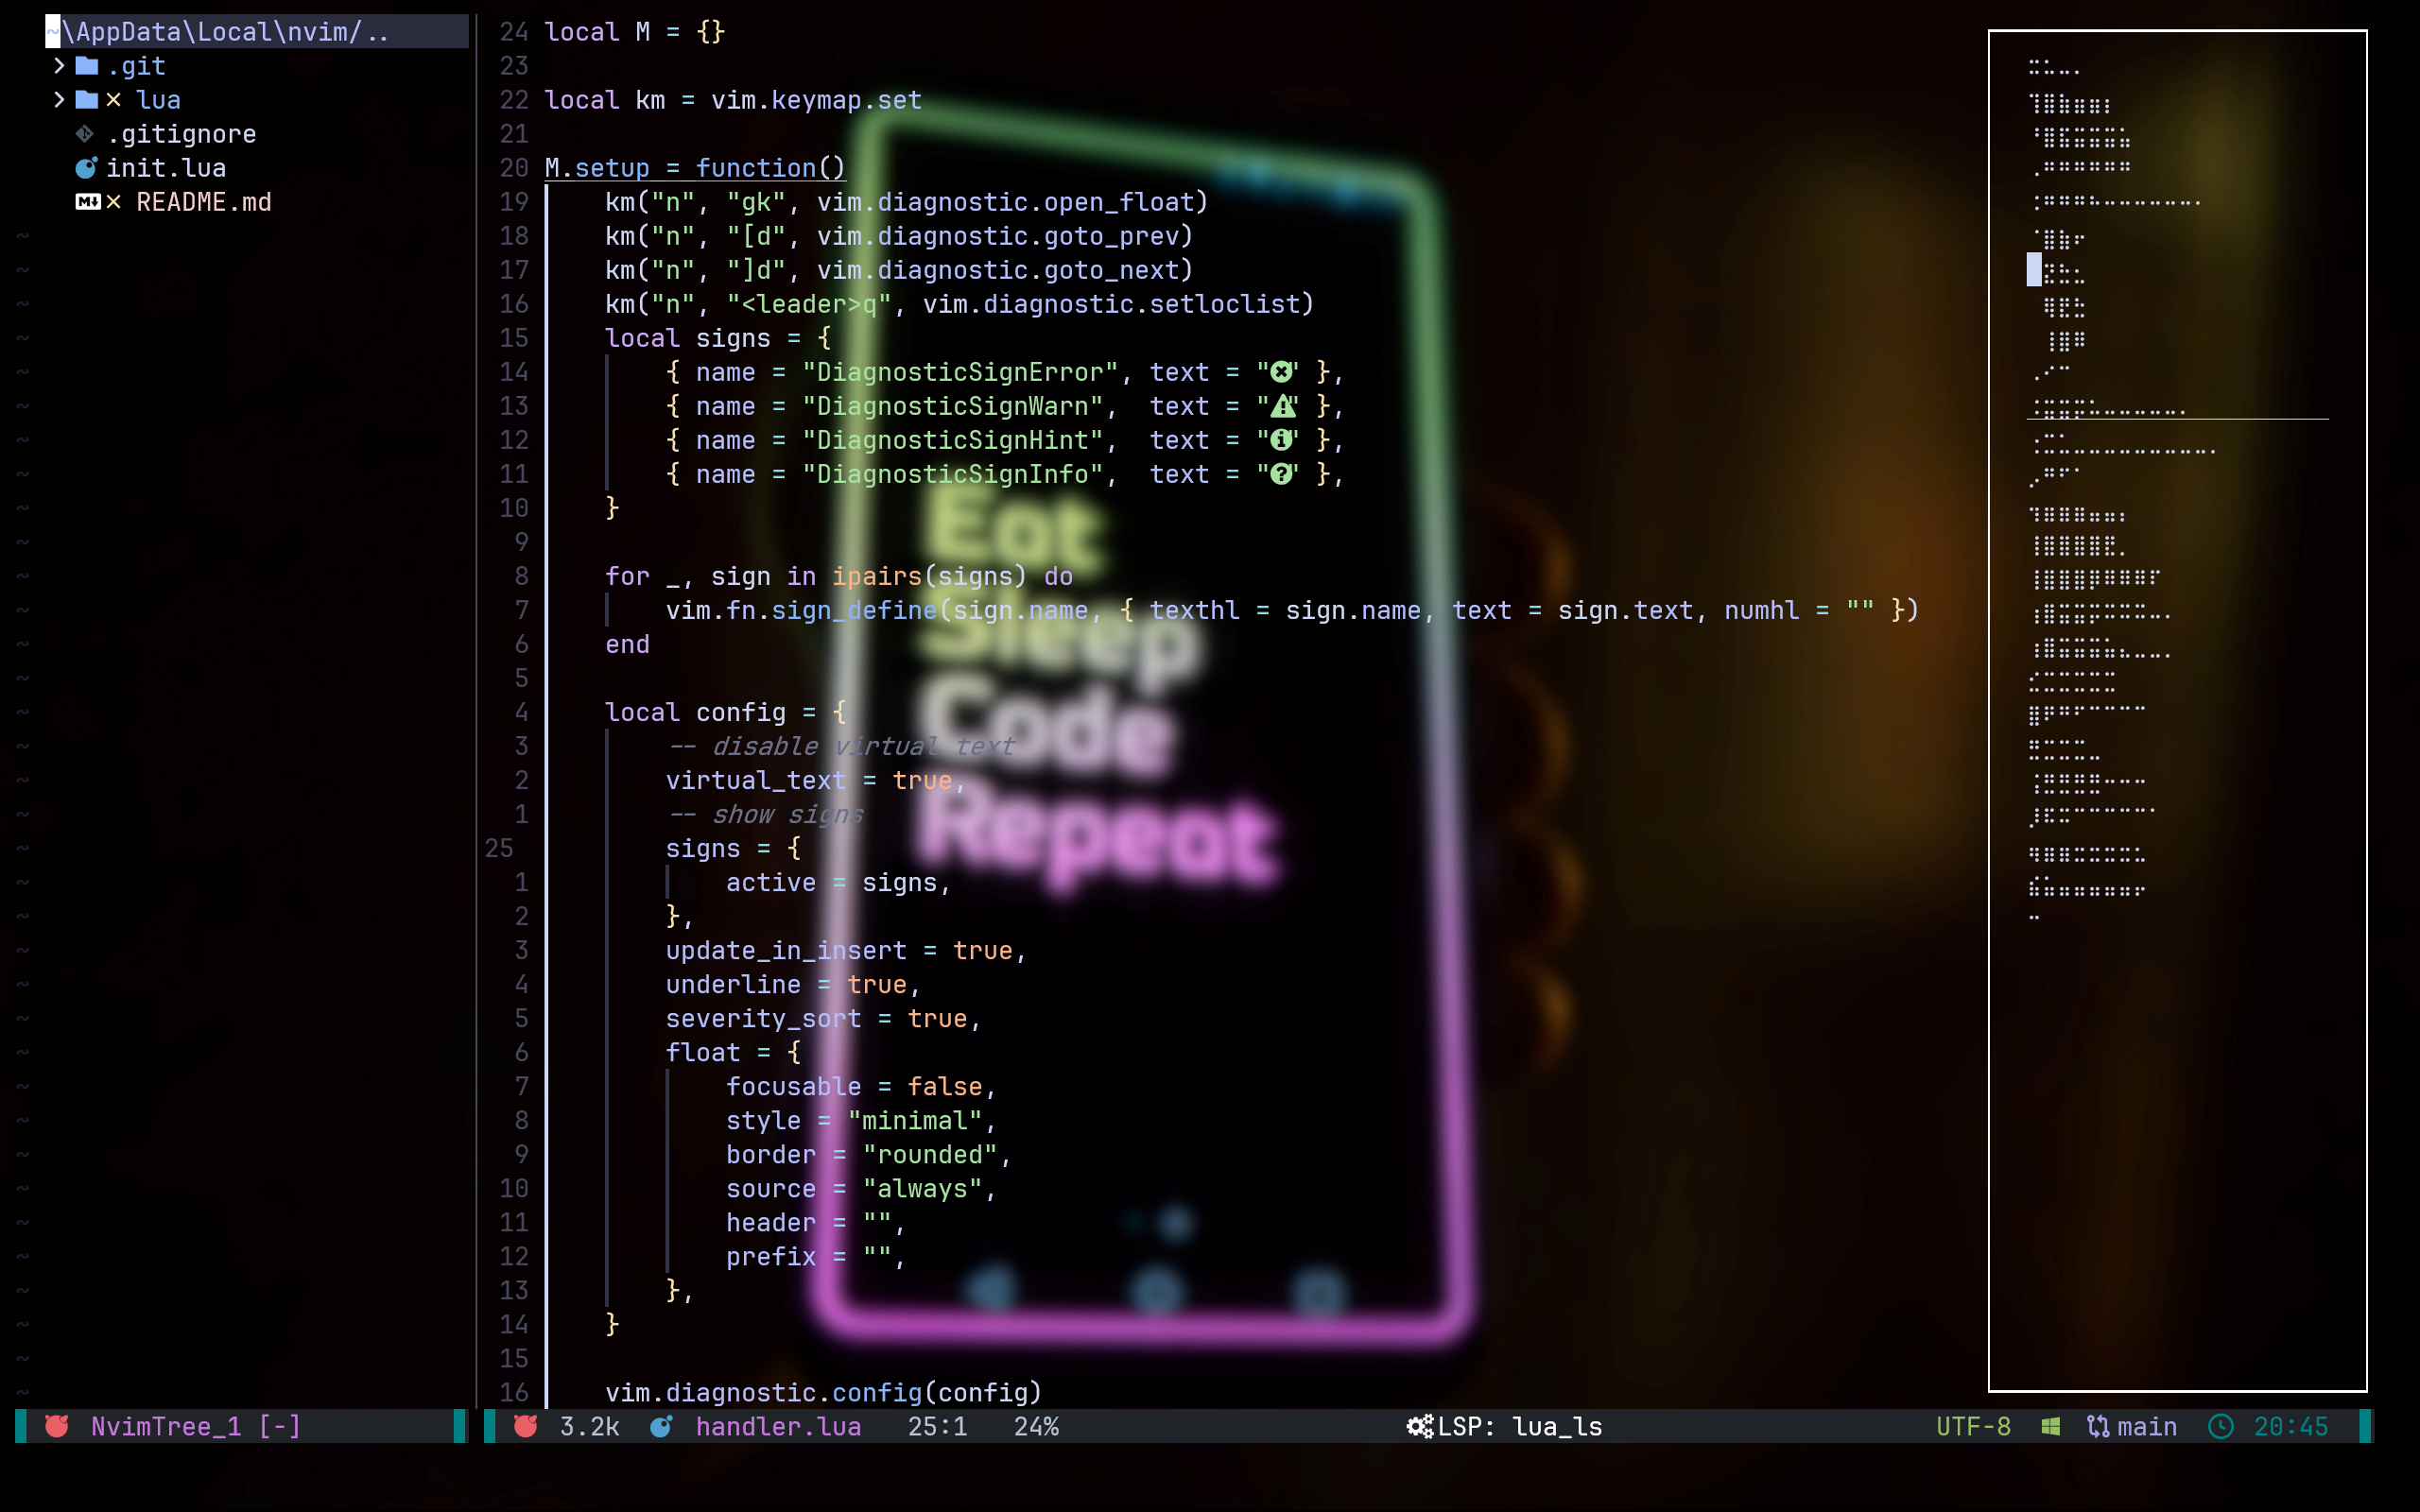 ~\AppData\Local\nvim/..
.git
lua
.gitignore
init.lua
README.md
24 local M = {}
23
22 local km = vim.keymap.set
21
20 M.setup = function()
19 km("n", "gk", vim.diagnostic.open_float)
18 km("n", "[d", vim.diagnostic.goto_prev)
17 km("n", "]d", vim.diagnostic.goto_next)
16 km("n", "<leader>q", vim.diagnostic.setloclist)
15 local signs = {
14 { name = "DiagnosticSignError", text = "" },
13 { name = "DiagnosticSignWarn", text = "" },
12 { name = "DiagnosticSignHint", text = "" },
11 { name = "DiagnosticSignInfo", text = "" },
10 }
9
8 for _, sign in ipairs(signs) do
7 vim.fn.sign_define(sign.name, { texthl = sign.name, text = sign.text, numhl = "" })
6 end
5
4 local config = {
3 -- disable virtual text
2 virtual_text = true,
1 -- show signs
25 signs = {
1 active = signs,
2 },
3 update_in_insert = true,
4 underline = true,
5 severity_sort = true,
6 float = {
7 focusable = false,
8 style = "minimal",
9 border = "rounded",
10 source = "always",
11 header = "",
12 prefix = "",
13 },
14 }
15
16 vim.diagnostic.config(config)
Eat
Sleep
Code
Repeat
NvimTree_1 [-]
3.2k handler.lua 25:1 24% LSP: lua_ls UTF-8 main 20:45